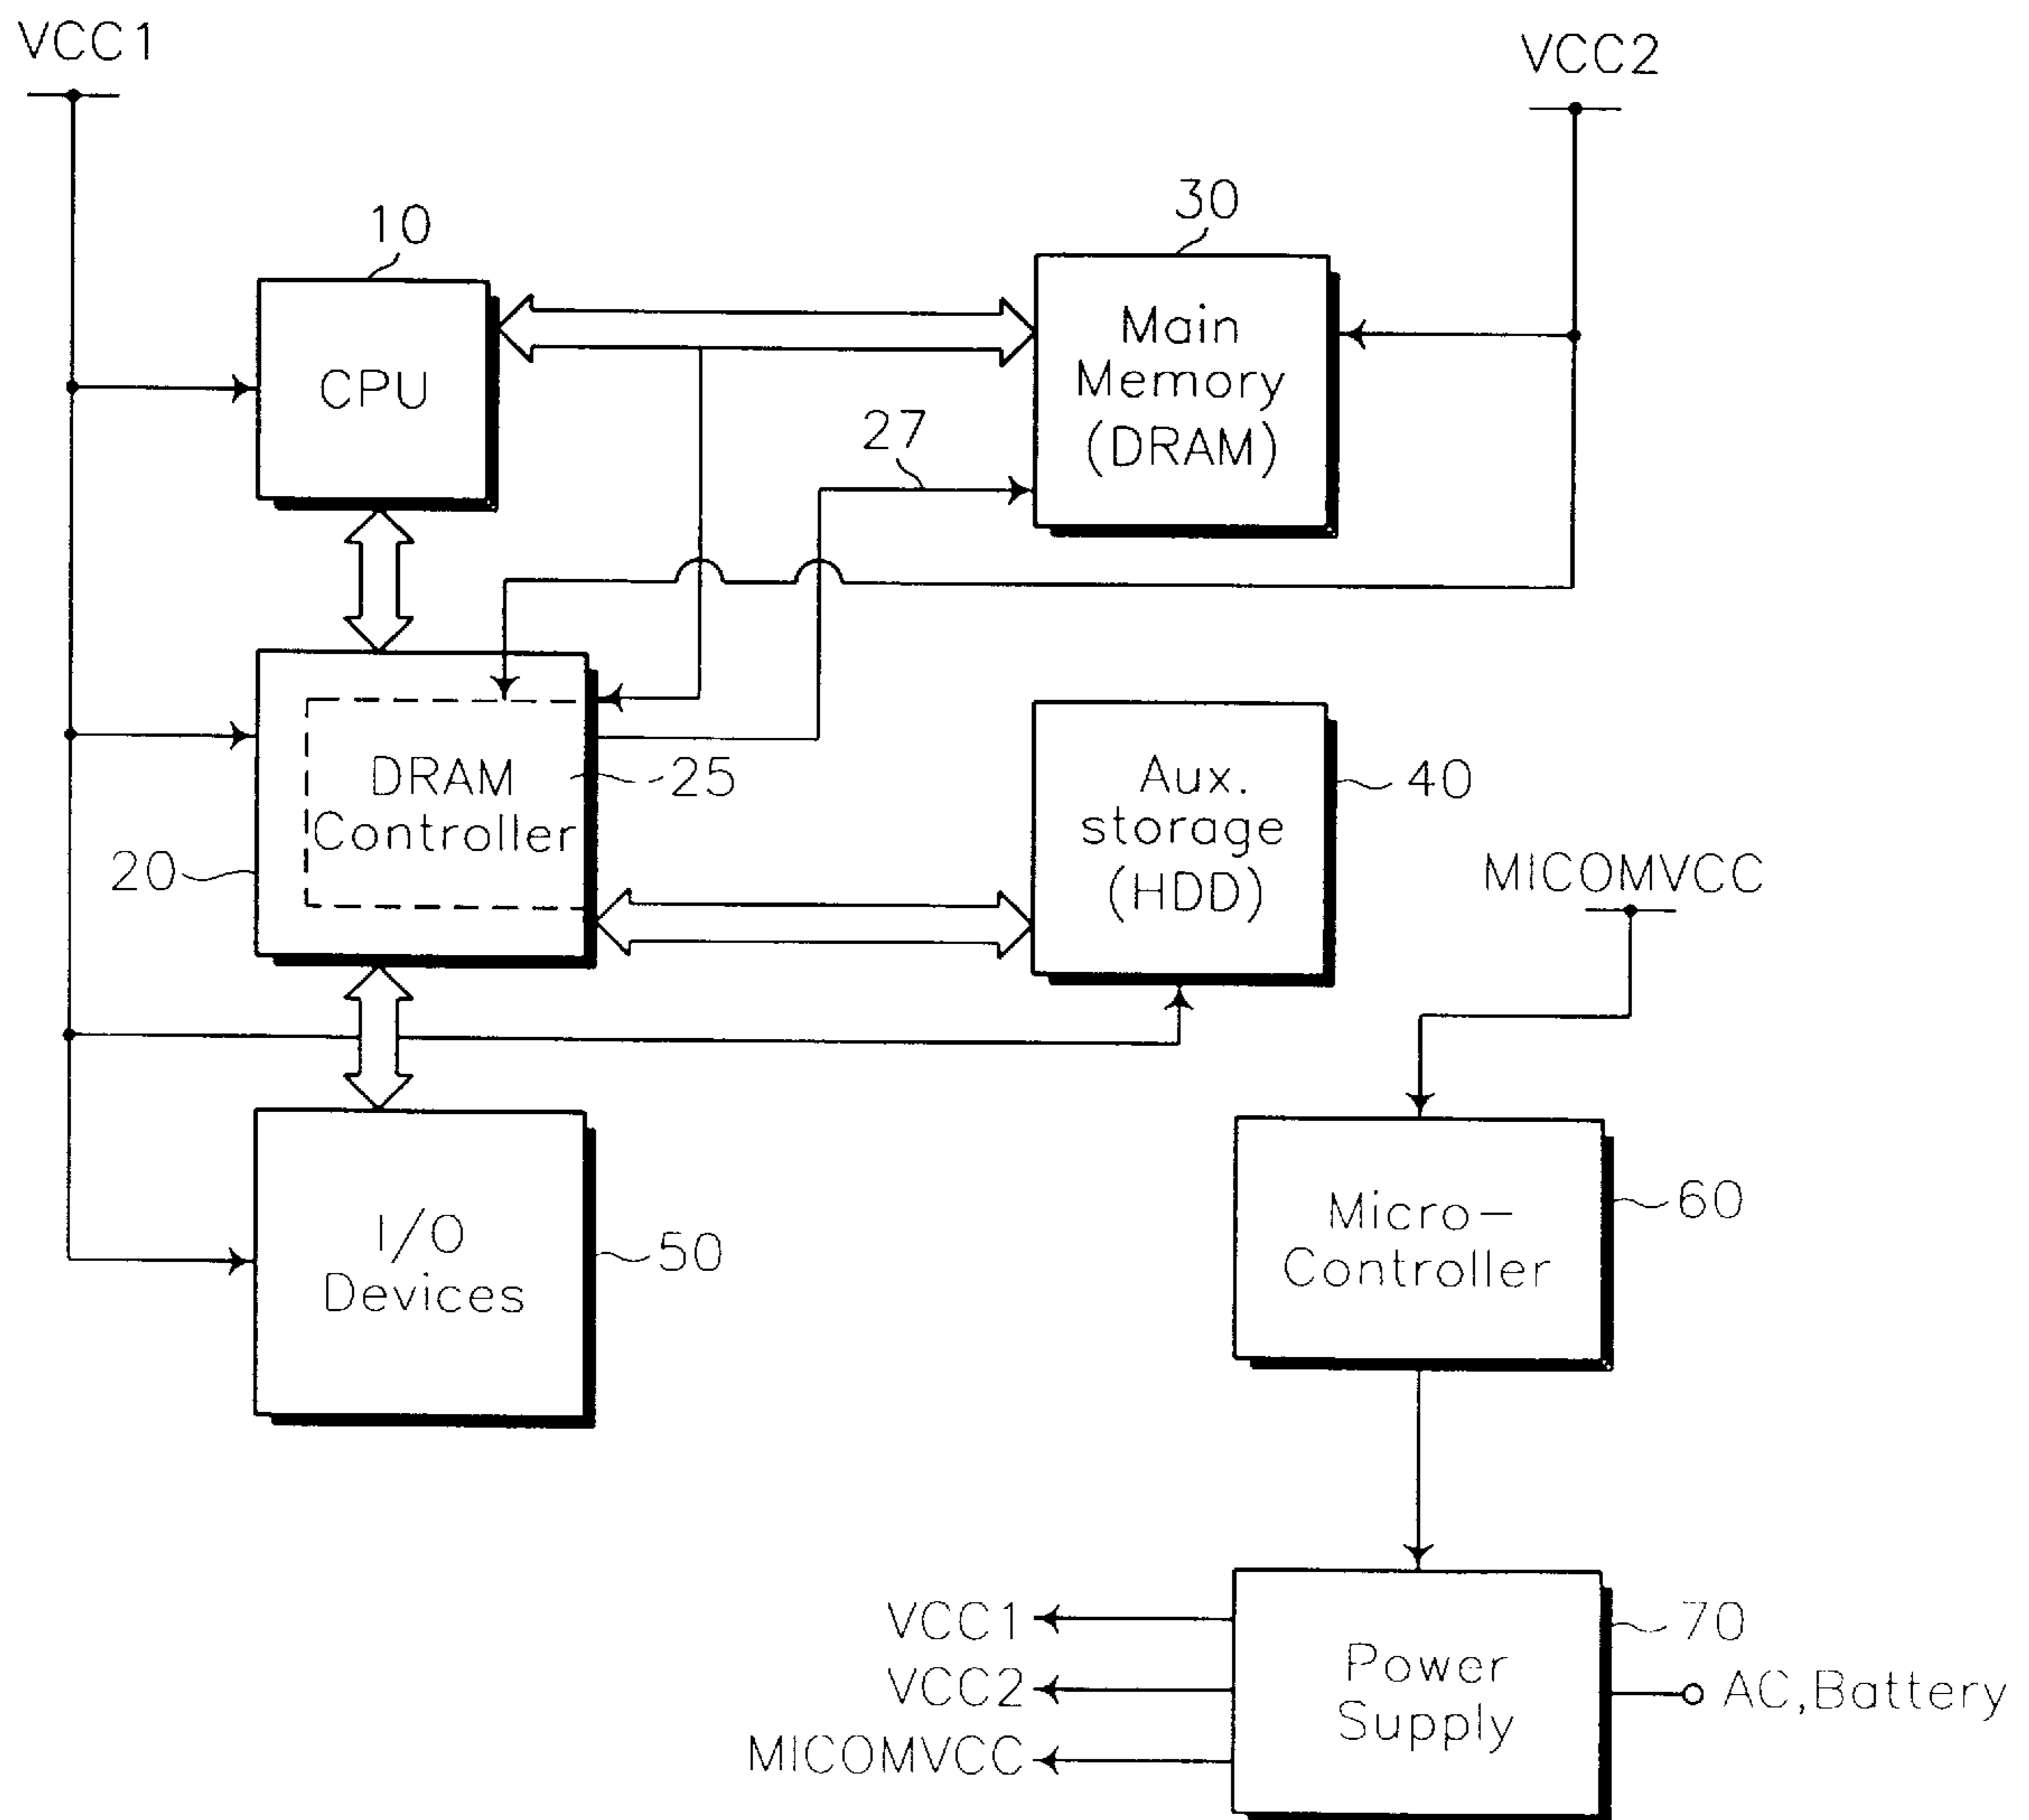 VCC1
VCC2
10
30
CPU
Main
Memory
(DRAM)
27
DRAM
Controller
25
20
Aux.
storage
(HDD)
40
MICOMVCC
I/O
Devices
50
Micro-
Controller
60
VCC1
VCC2
MICOMVCC
Power
Supply
70
AC,Battery